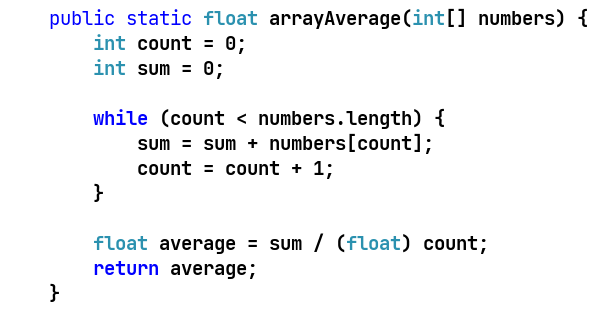 public static float arrayAverage(int[] numbers) {
    int count = 0;
    int sum = 0;

    while (count < numbers.length) {
        sum = sum + numbers[count];
        count = count + 1;
    }

    float average = sum / (float) count;
    return average;
}